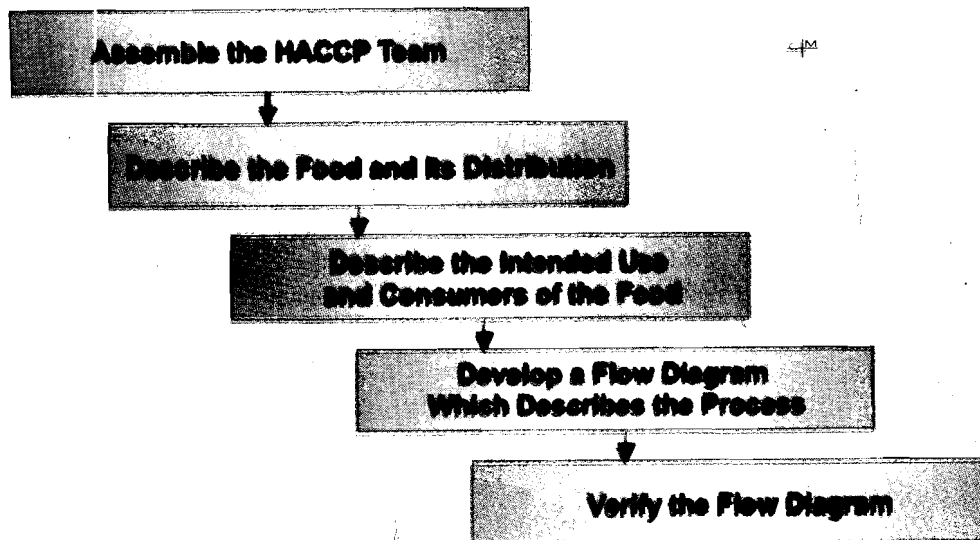 Assemble the HACCP Team
Describe the Food and Its Distribution
Describe the Intended Use
and Consumers of the Food
Develop a Flow Diagram
Which Describes the Process
Verify the Flow Diagram